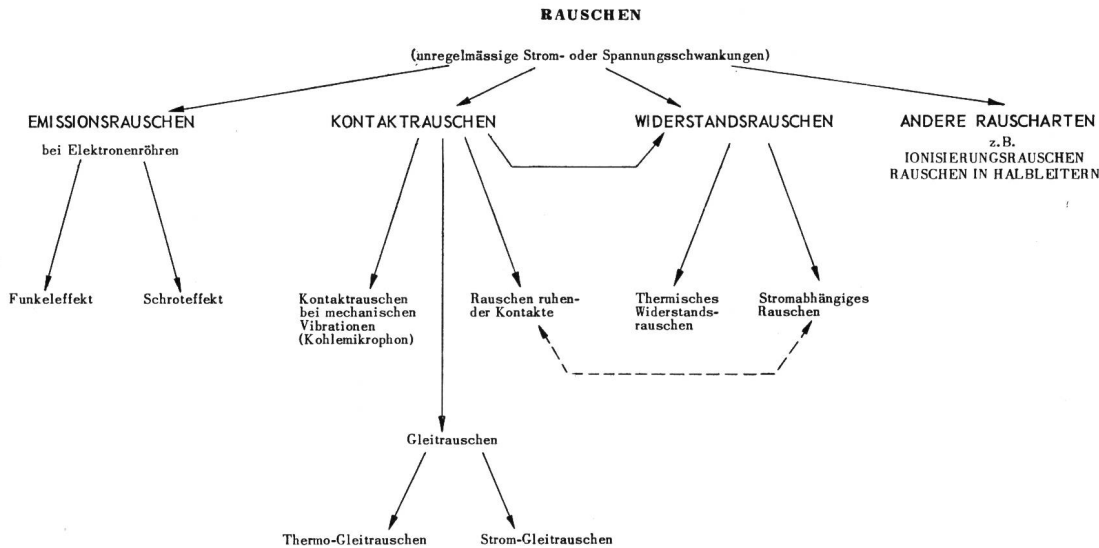 RAUSCHEN
(unregelmässige Strom- oder Spannungsschwankungen)
EMISSIONSRAUSCHEN
bei Elektronenröhren
KONTAKTRAUSCHEN
WIDERSTANDSRAUSCHEN
ANDERE RAUSCHARTEN
z.B.
IONISIERUNGSRAUSCHEN
RAUSCHEN IN HALBLEITERN
Funkeleffekt
Schroteffekt
Kontaktrauschen
bei mechanischen
Vibrationen
(Kohlemikrophon)
Rauschen ruhen-
der Kontakte
Thermisches
Widerstands-
rauschen
Stromabhängiges
Rauschen
Gleitrauschen
Thermo-Gleitrauschen
Strom-Gleitrauschen